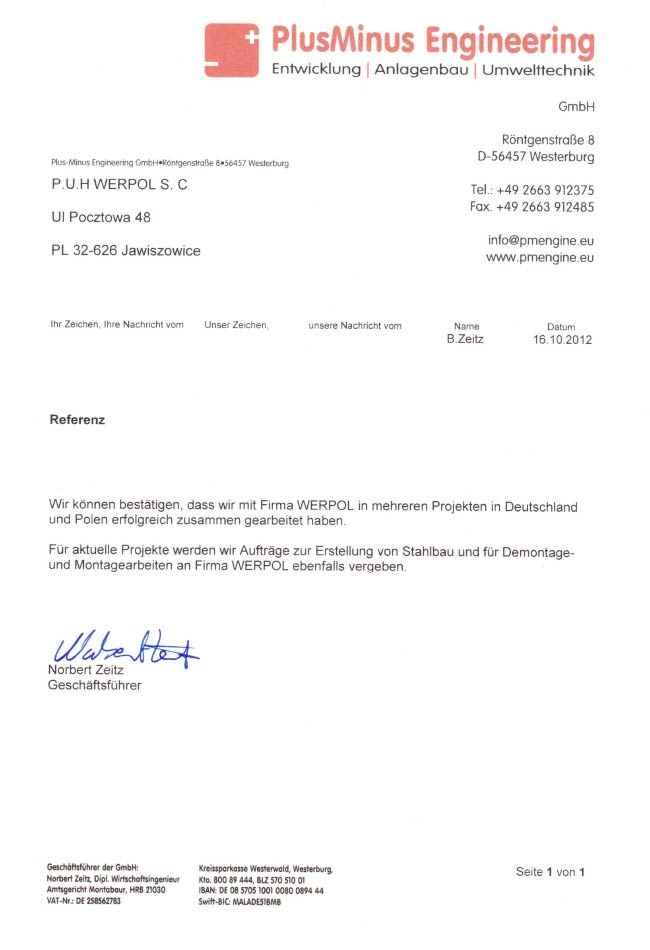 PlusMinus Engineering
Entwicklung | Anlagenbau | Umwelttechnik
GmbH
Röntgenstraße 8
D-56457 Westerburg
Tel.: +49 2663 912375
Fax. +49 2663 912485
info@pmengine.eu
www.pmengine.eu
Plus-Minus Engineering GmbH•Röntgenstraße 8•56457 Westerburg
P.U.H WERPOL S. C
Ul Pocztowa 48
PL 32-626 Jawiszowice
Ihr Zeichen, Ihre Nachricht vom Unser Zeichen, unsere Nachricht vom Name Datum
B.Zeitz 16.10.2012
Referenz
Wir können bestätigen, dass wir mit Firma WERPOL in mehreren Projekten in Deutschland
und Polen erfolgreich zusammen gearbeitet haben.
Für aktuelle Projekte werden wir Aufträge zur Erstellung von Stahlbau und für Demontage-
und Montagearbeiten an Firma WERPOL ebenfalls vergeben.
Norbert Zeitz
Geschäftsführer
Geschäftsführer der GmbH:
Norbert Zeitz, Dipl. Wirtschaftsingenieur
Amtsgericht Montabaur, HRB 21030
VAT-Nr.: DE 258562783
Kreissparkasse Westerwald, Westerburg,
Kto. 800 89 444, BLZ 570 510 01
IBAN: DE 08 5705 1001 0080 0894 44
Swift-BIC: MALADE51BMB
Seite 1 von 1